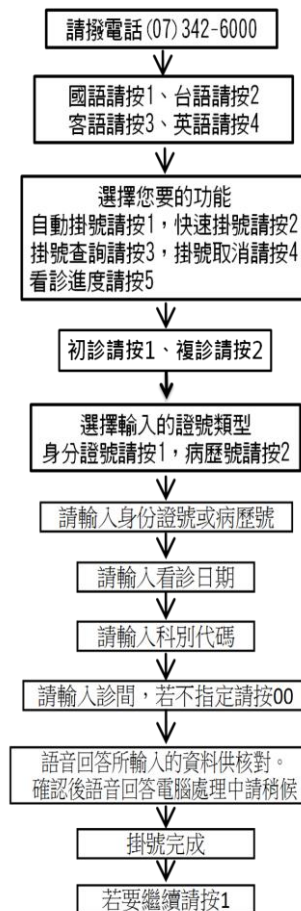 請撥電話(07)342-6000
國語請按1、台語請按2
客語請按3、英語請按4
選擇您要的功能
自動掛號請按1，快速掛號請按2
掛號查詢請按3，掛號取消請按4
看診進度請按5
初診請按1、複診請按2
選擇輸入的證號類型
身分證號請按1，病歷號請按2
請輸入身份證號或病歷號
請輸入看診日期
請輸入科別代碼
請輸入診間，若不指定請按00
語音回答所輸入的資料供核對。
確認後語音回答電腦處理中請稍候
掛號完成
若要繼續請按1